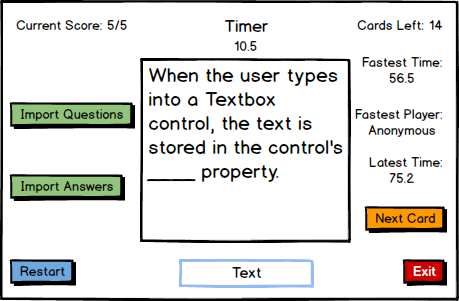 Current Score: 5/5
Timer
10.5
Cards Left: 14
Fastest Time:
56.5
When the user types
into a Textbox
control, the text is
stored in the control's
_____ property.
Import Questions
Import Answers
Fastest Player:
Anonymous
Latest Time:
75.2
Next Card
Restart
Text
Exit